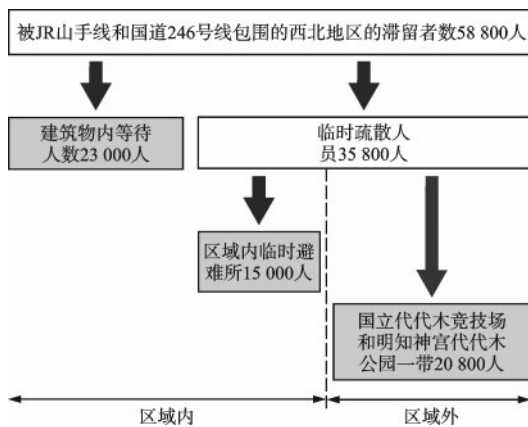 被JR山手线和国道246号线包围的西北地区的滞留者数58 800人
建筑物内等待
人数23 000人
临时疏散人
员35 800人
区域内临时避
难所15 000人
国立代代木竞技场
和明知神宫代代木
公园一带20 800人
区域内
区域外